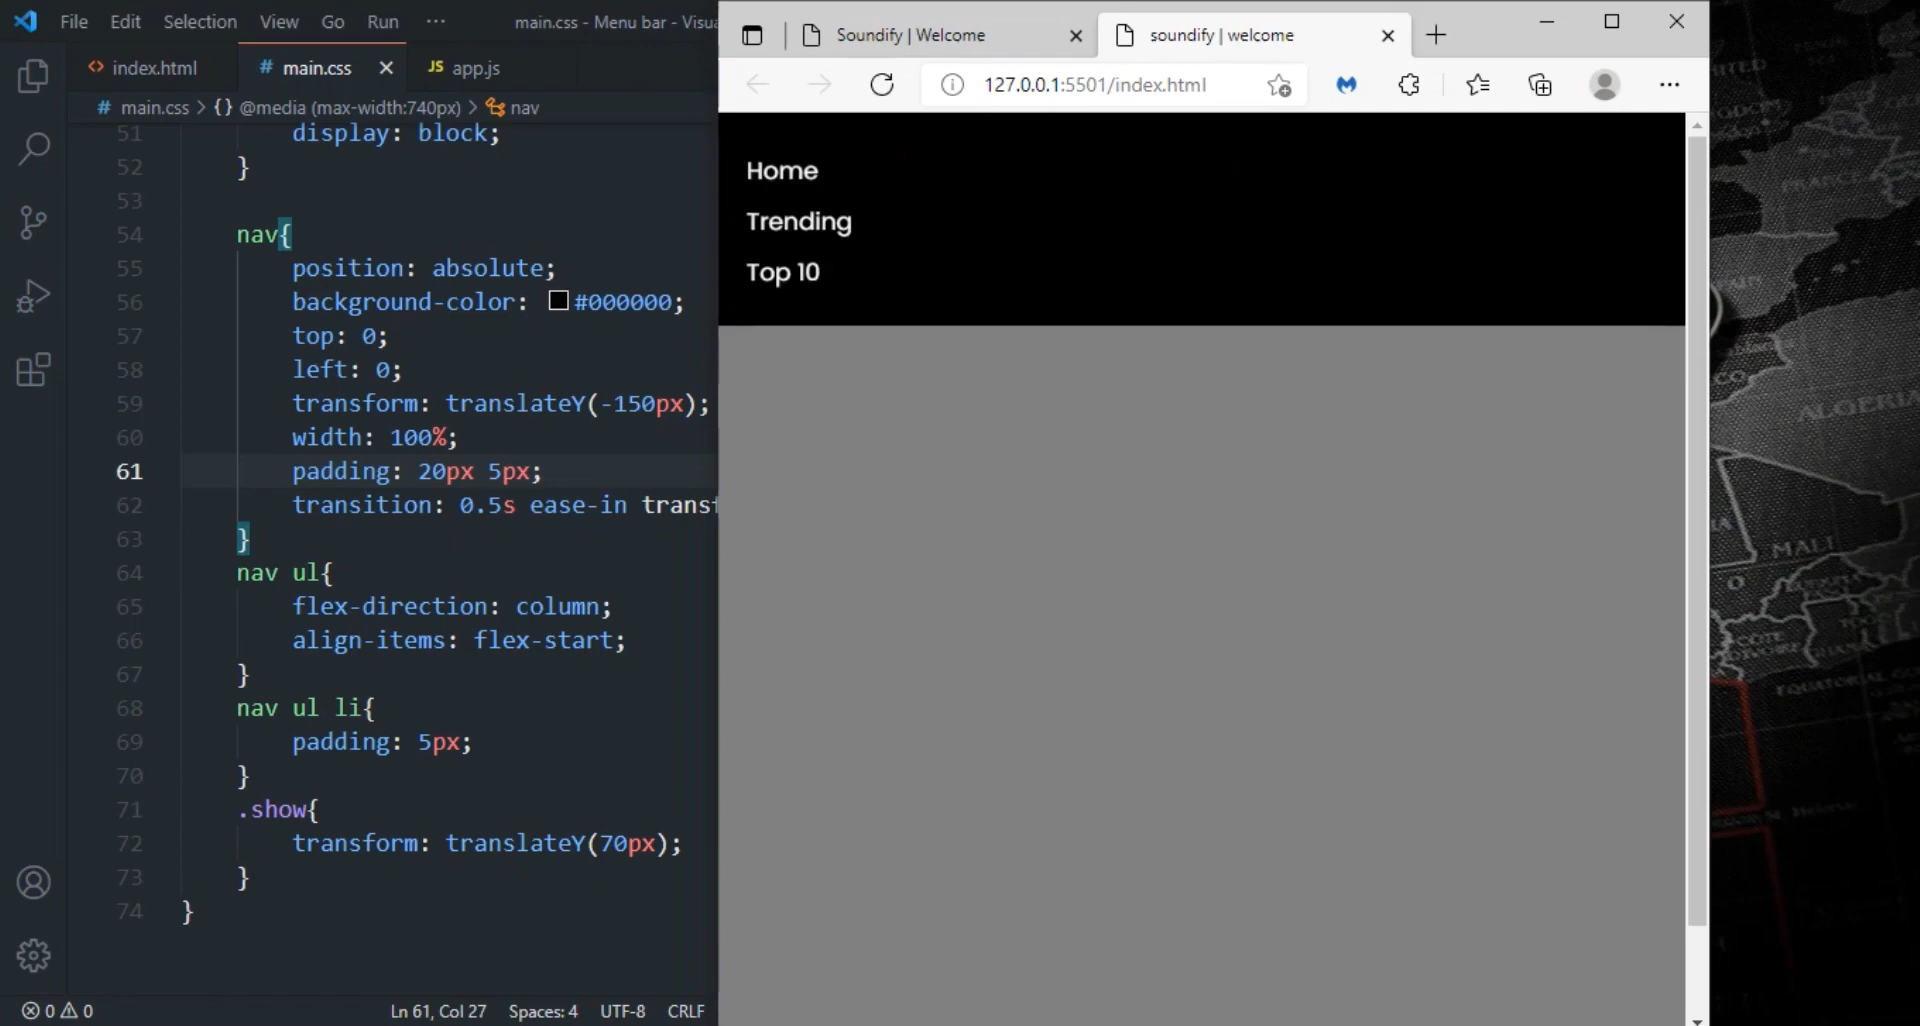 File Edit Selection View Go Run ··· main.css - Menu bar - Visua
index.html
# main.css
JS app.js
# main.css > {} @media (max-width:740px) > nav
51 display: block;
52 }
53
54 nav{
55 position: absolute;
56 background-color: #000000;
57 top: 0;
58 left: 0;
59 transform: translateY(-150px);
60 width: 100%;
61 padding: 20px 5px;
62 transition: 0.5s ease-in transf
63 }
64 nav ul{
65 flex-direction: column;
66 align-items: flex-start;
67 }
68 nav ul li{
69 padding: 5px;
70 }
71 .show{
72 transform: translateY(70px);
73 }
74 }
0 0 Ln 61, Col 27 Spaces: 4 UTF-8 CRLF
Soundify | Welcome
soundify | welcome
127.0.0.1:5501/index.html
Home
Trending
Top 10
ALGERIA
MALI